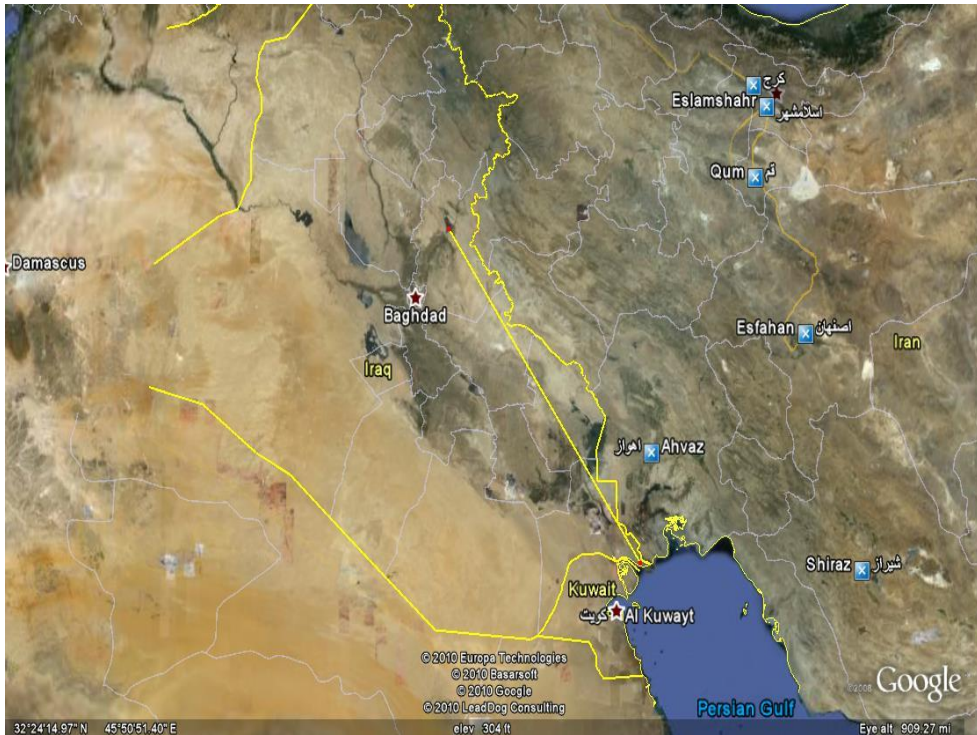 کرج
Eslamshahr
اسلامشهر
Qum
قم
Damascus
Baghdad
Esfahan
اصفهان
Iran
Iraq
اهواز
Ahvaz
Shiraz
شیراز
Kuwait
کویت
Al Kuwayt
© 2010 Europa Technologies
© 2010 Basarsoft
© 2010 Google
© 2010 LeadDog Consulting
©2008 Google
Persian Gulf
32°24'14.97" N 45°50'51.40" E
elev 304 ft
Eye alt 909.27 mi